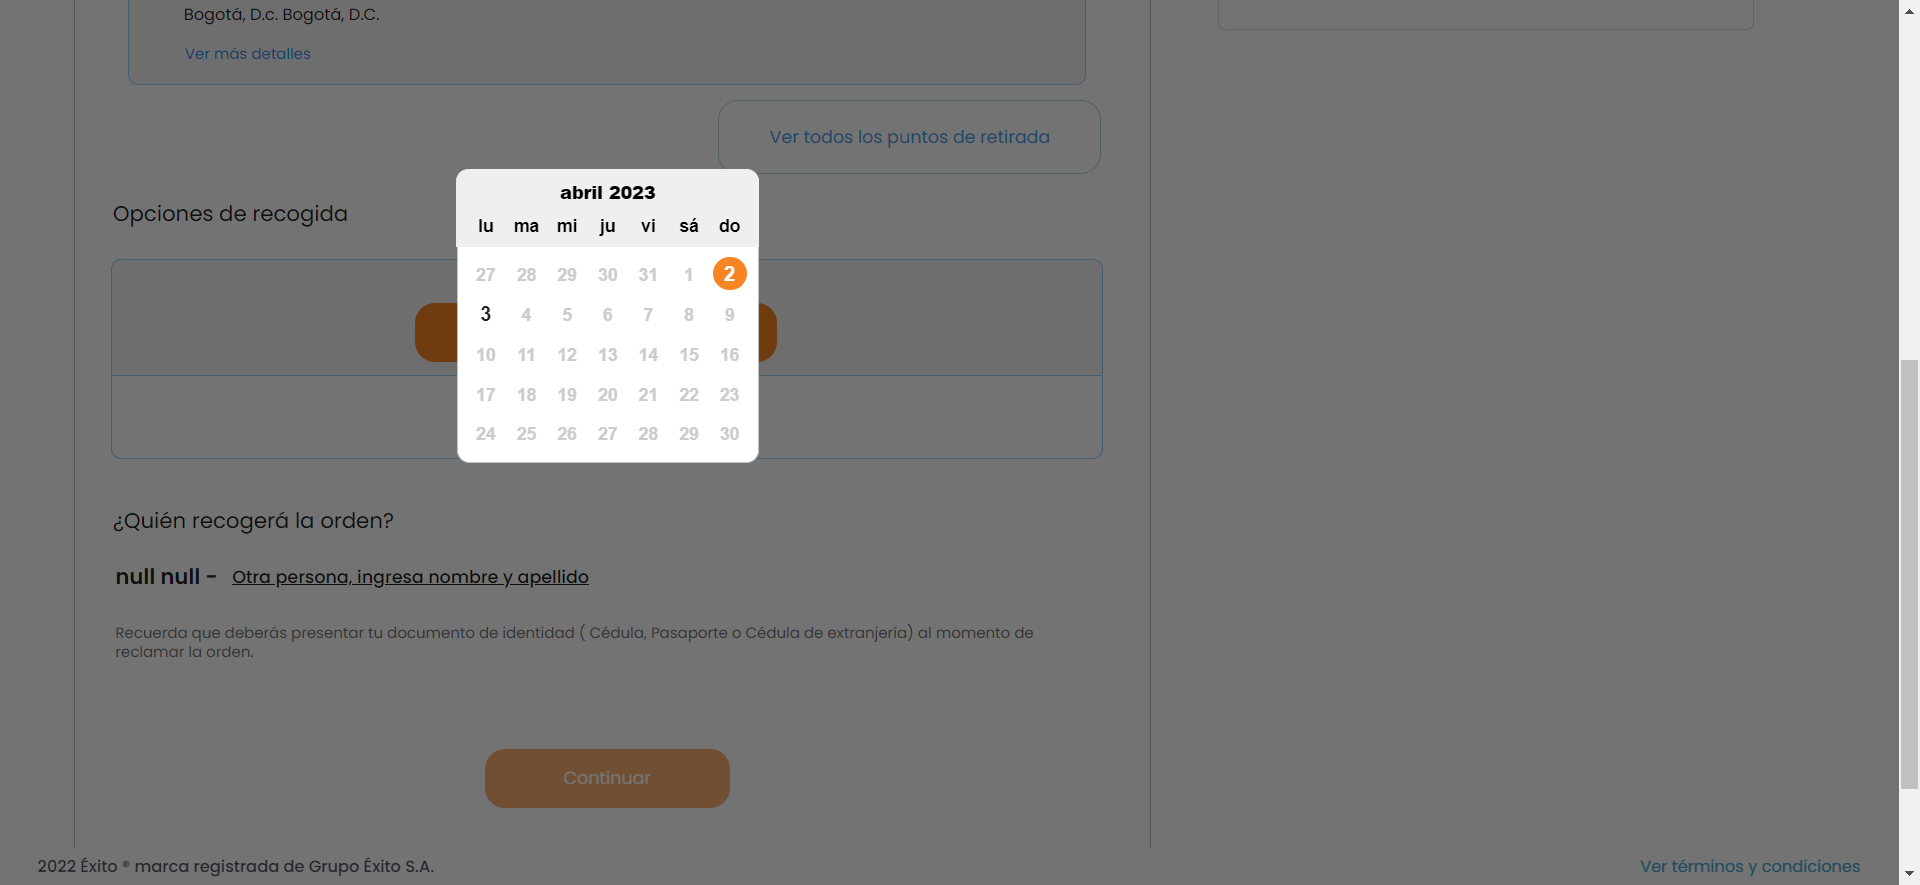 Bogotá, D.c. Bogotá, D.C.
Ver más detalles
Ver todos los puntos de retirada
Opciones de recogida
abril 2023
lu ma mi ju vi sá do
27 28 29 30 31 1 2
3 4 5 6 7 8 9
10 11 12 13 14 15 16
17 18 19 20 21 22 23
24 25 26 27 28 29 30
¿Quién recogerá la orden?
null null - Otra persona, ingresa nombre y apellido
Recuerda que deberás presentar tu documento de identidad ( Cédula, Pasaporte o Cédula de extranjería) al momento de
reclamar la orden.
Continuar
2022 Éxito ® marca registrada de Grupo Éxito S.A.
Ver términos y condiciones